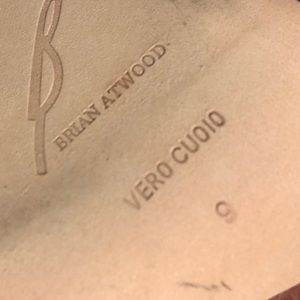 B
BRIAN ATWOOD
VERO CUOIO
9